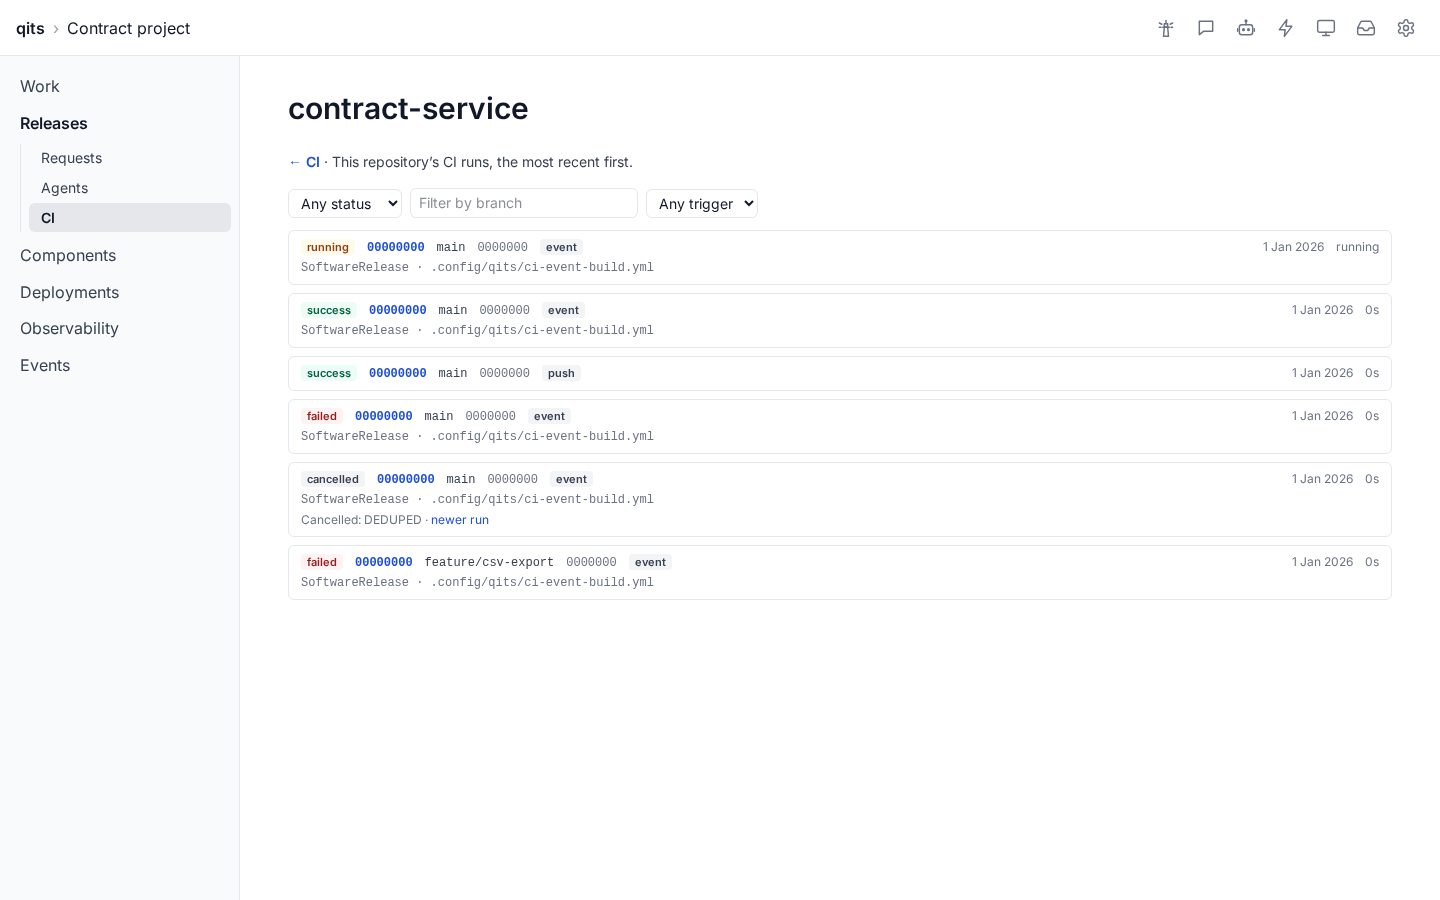 qits › Contract project
Work
Releases
Requests
Agents
CI
Components
Deployments
Observability
Events
contract-service
← CI · This repository’s CI runs, the most recent first.
Any status Filter by branch Any trigger
running 00000000 main 0000000 event 1 Jan 2026 running
SoftwareRelease · .config/qits/ci-event-build.yml
success 00000000 main 0000000 event 1 Jan 2026 0s
SoftwareRelease · .config/qits/ci-event-build.yml
success 00000000 main 0000000 push 1 Jan 2026 0s
failed 00000000 main 0000000 event 1 Jan 2026 0s
SoftwareRelease · .config/qits/ci-event-build.yml
cancelled 00000000 main 0000000 event 1 Jan 2026 0s
SoftwareRelease · .config/qits/ci-event-build.yml
Cancelled: DEDUPED · newer run
failed 00000000 feature/csv-export 0000000 event 1 Jan 2026 0s
SoftwareRelease · .config/qits/ci-event-build.yml